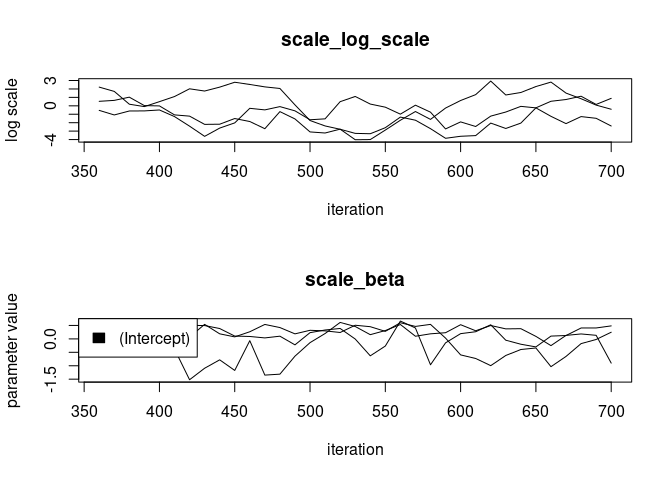 scale_log_scale
log scale
3
0
-4
350 400 450 500 550 600 650 700
iteration
scale_beta
parameter value
0.0
-1.5
(Intercept)
350 400 450 500 550 600 650 700
iteration